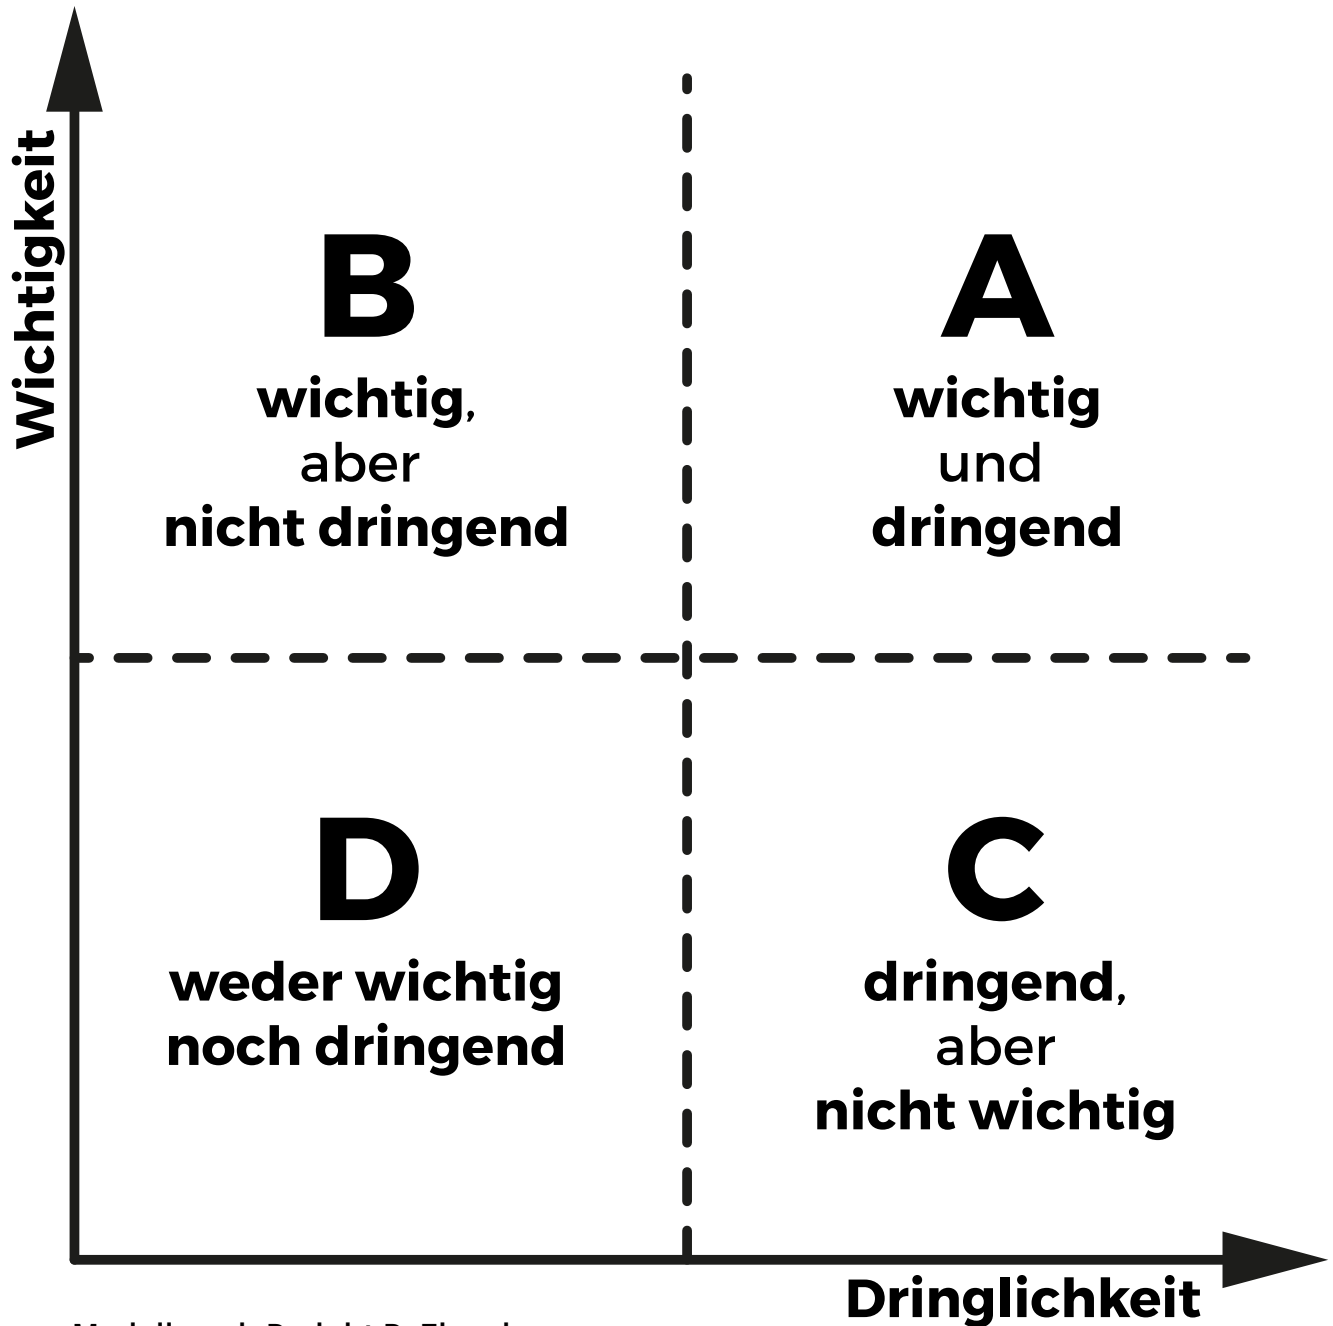 Wichtigkeit
B
wichtig,
aber
nicht dringend
A
wichtig
und
dringend
D
weder wichtig
noch dringend
C
dringend,
aber
nicht wichtig
Dringlichkeit